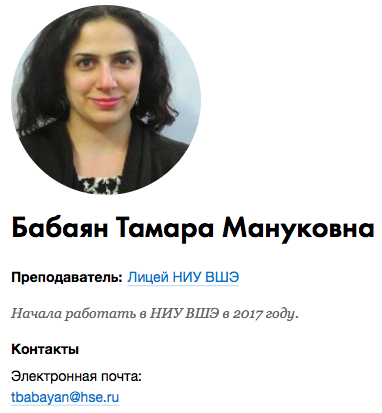 Бабаян Тамара Мануковна
Преподаватель: Лицей НИУ ВШЭ
Начала работать в НИУ ВШЭ в 2017 году.
Контакты
Электронная почта:
tbabayan@hse.ru